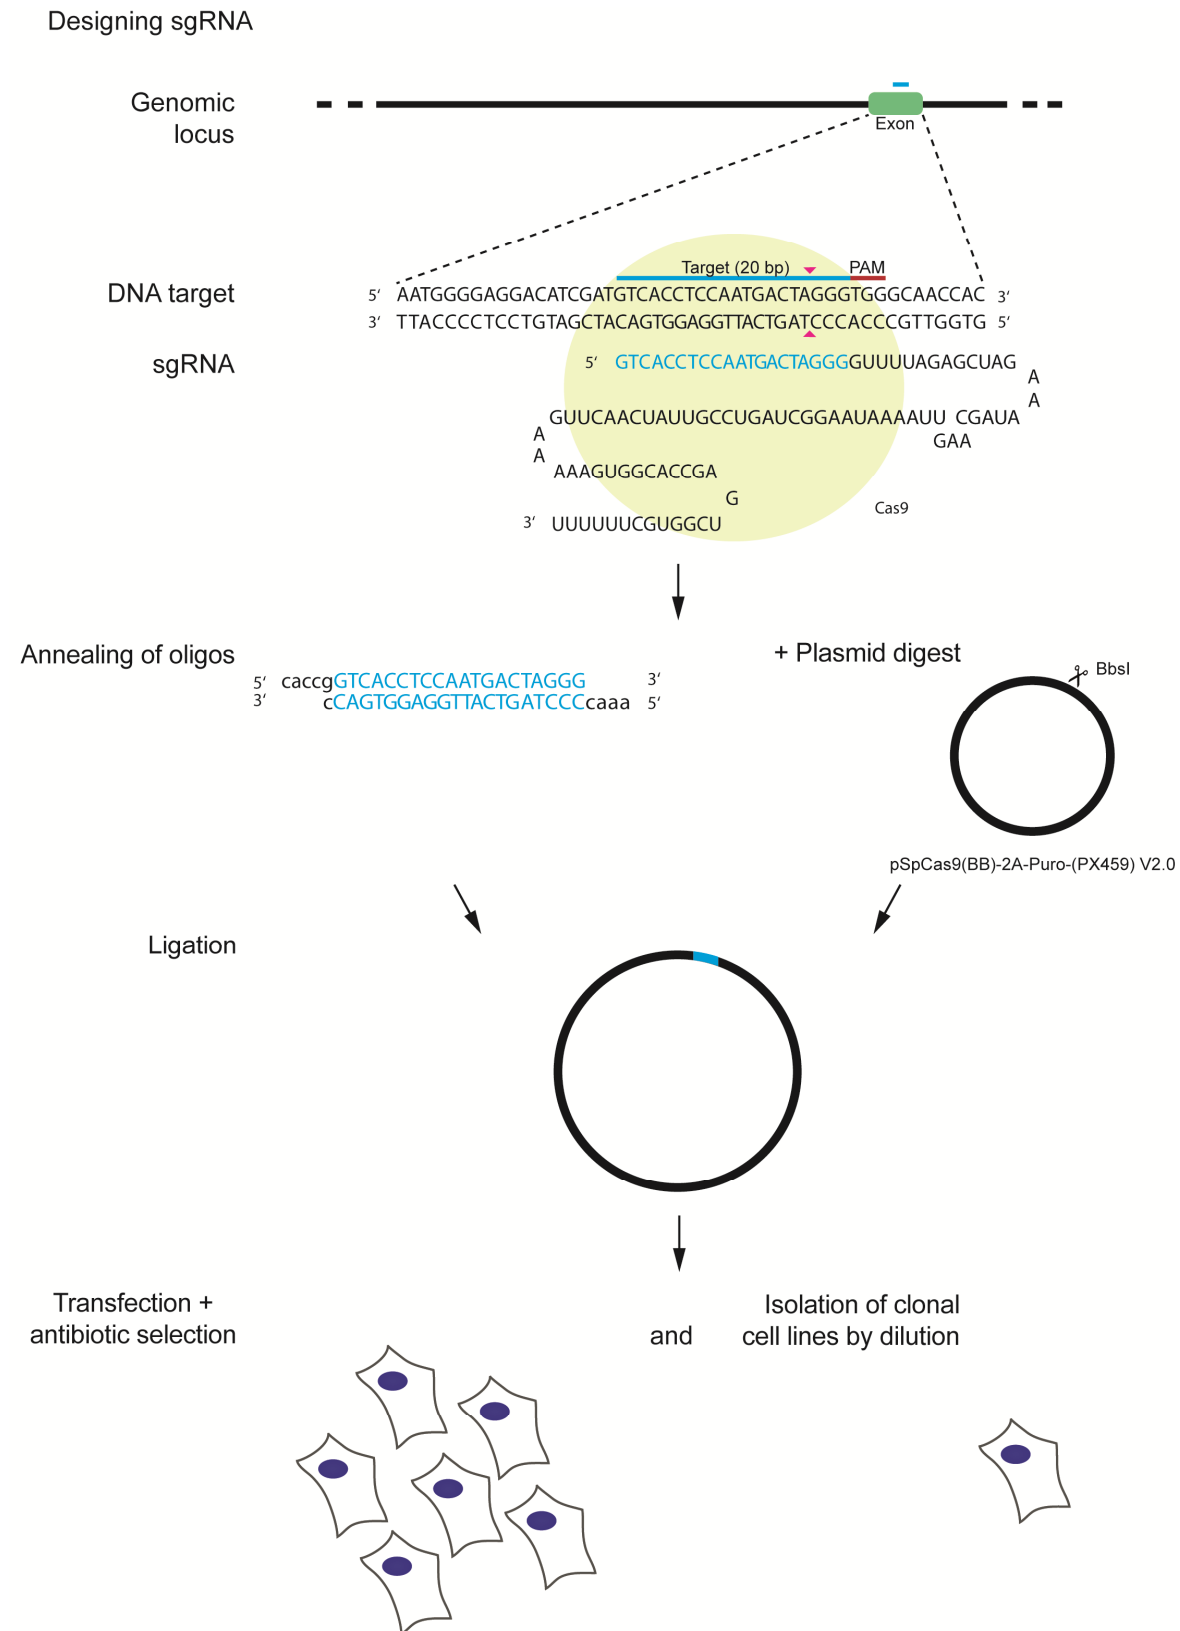 Designing sgRNA
Genomic
locus
Exon
Target (20 bp)
PAM
DNA target
5‘ AATGGGGAGGACATCGATGTCACCTCCAATGACTAGGGTGGGCAACCAC 3‘
3‘ TTACCCCTCCTGTAGCTACAGTGGAGGTTACTGATCCCACCCGTTGGTG 5‘
sgRNA
5‘ GTCACCTCCAATGACTAGGGGUUUUAGAGCUAG
A
A
GUUCAACUAUUGCCUGAUCGGAAUAAAAUU CGAUA
GAA
A
A
AAAGUGGCACCGA
G
Cas9
3‘ UUUUUUCGUGGCU
Annealing of oligos
+ Plasmid digest
BbsI
5‘ caccgGTCACCTCCAATGACTAGGG 3‘
3‘ cCAGTGGAGGTTACTGATCCCcaaa 5‘
pSpCas9(BB)-2A-Puro-(PX459) V2.0
Ligation
Transfection +
antibiotic selection
and
Isolation of clonal
cell lines by dilution